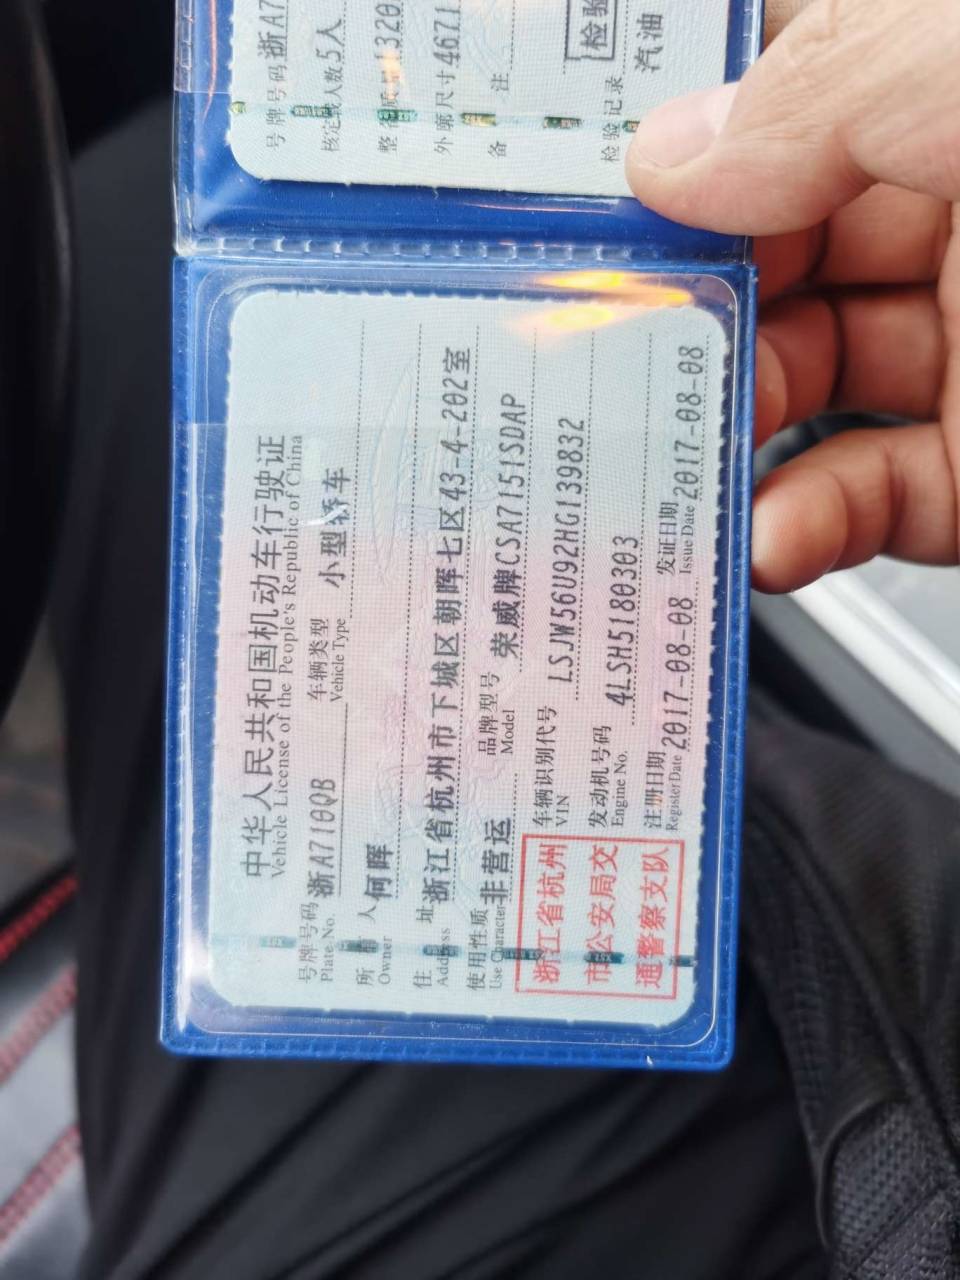 中华人民共和国机动车行驶证
Vehicle License of the People's Republic of China
号牌号码 浙A710QB 车辆类型 小型轿车
Plate No. Vehicle Type
所有人 何晖
Owner
住址 浙江省杭州市下城区朝晖七区43-4-202室
Address
使用性质 非营运 品牌型号 荣威牌CSA7151SDAP
Use Character Model
浙江省杭州
市公安局交
通警察支队
车辆识别代号 LSJW56U92HG139832
VIN
发动机号码 4LSH5180303
Engine No.
注册日期 2017-08-08 发证日期 2017-08-08
Register Date Issue Date
号牌号码 浙A7
核定载人数 5人
整备质量 1320
外廓尺寸 4671
备注
检验
检验记录
汽油